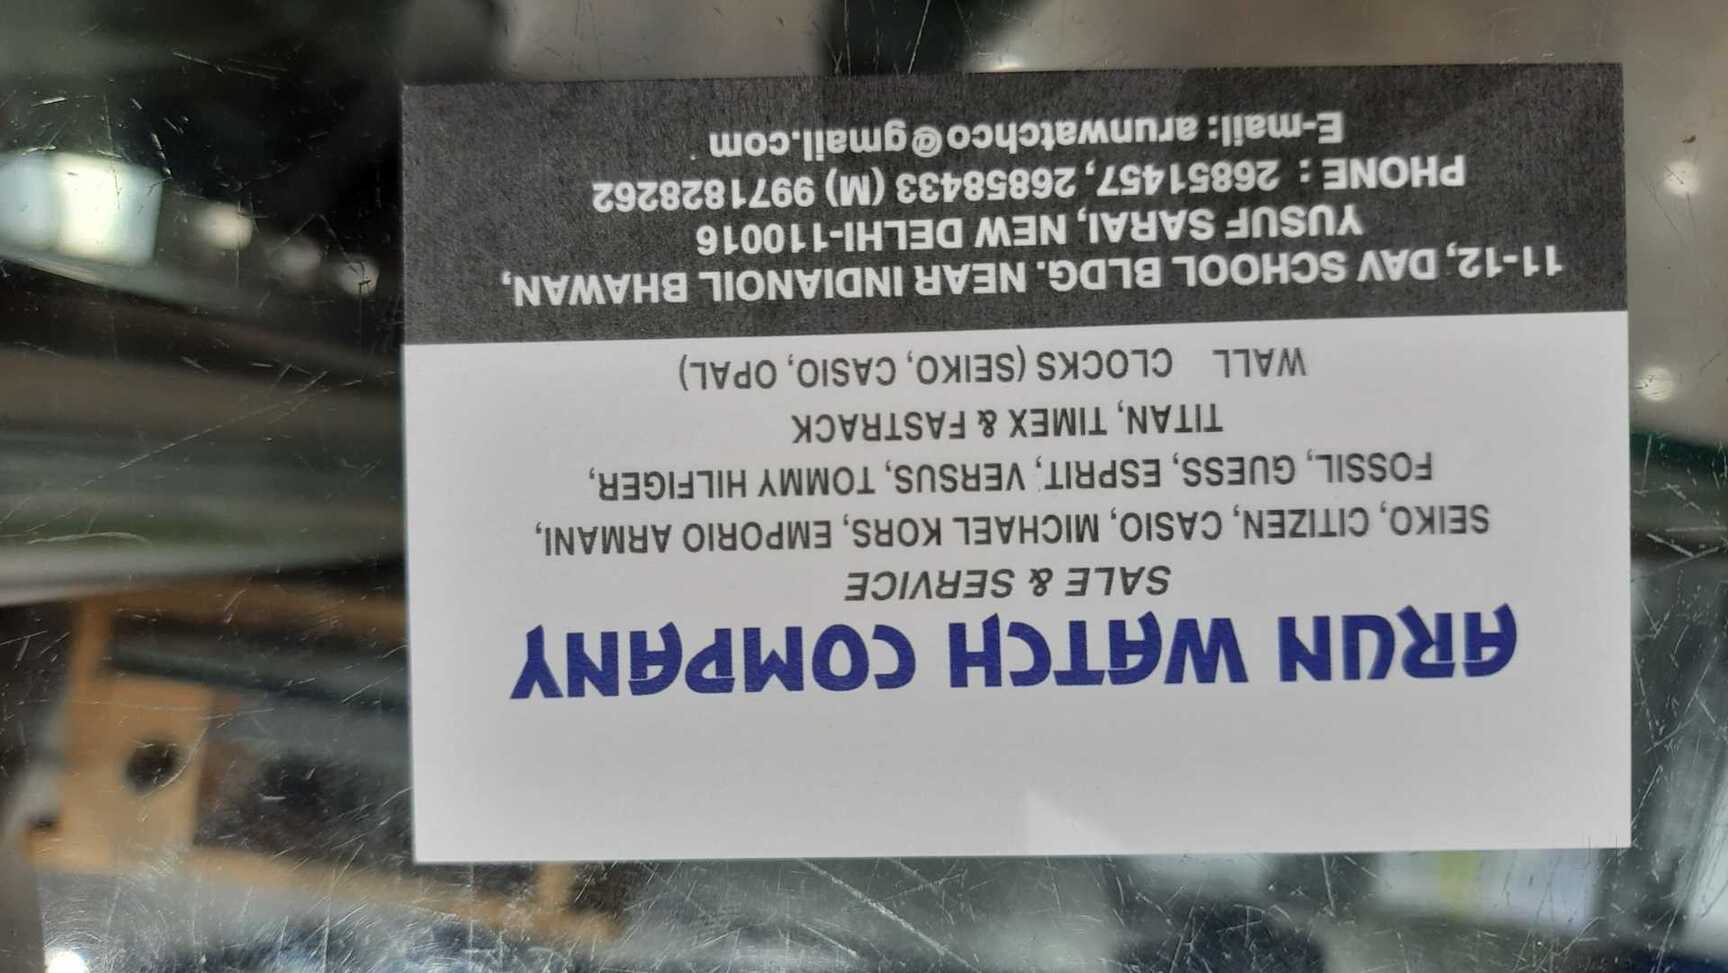 ARUN WATCH COMPANY
SALE & SERVICE
SEIKO, CITIZEN, CASIO, MICHAEL KORS, EMPORIO ARMANI,
FOSSIL, GUESS, ESPRIT, VERSUS, TOMMY HILFIGER,
TITAN, TIMEX & FASTRACK
WALL CLOCKS (SEIKO, CASIO, OPAL)
11-12, DAV SCHOOL BLDG. NEAR INDIANOIL BHAWAN,
YUSUF SARAI, NEW DELHI-110016
PHONE : 26851457, 26858433 (M) 9971828262
E-mail: arunwatchco@gmail.com